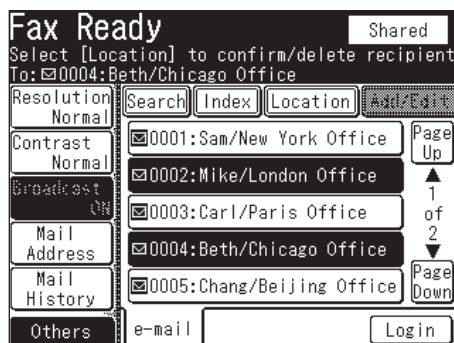 Fax Ready
Shared
Select [Location] to confirm/delete recipient
To:✉0004:Beth/Chicago Office
Resolution
Normal
Search Index Location Add/Edit
✉0001:Sam/New York Office
Page
Up
Contrast
Normal
✉0002:Mike/London Office
1
of
2
Broadcast
ON
✉0003:Carl/Paris Office
Mail
Address
✉0004:Beth/Chicago Office
Mail
History
✉0005:Chang/Beijing Office
Page
Down
Others
e-mail
Login